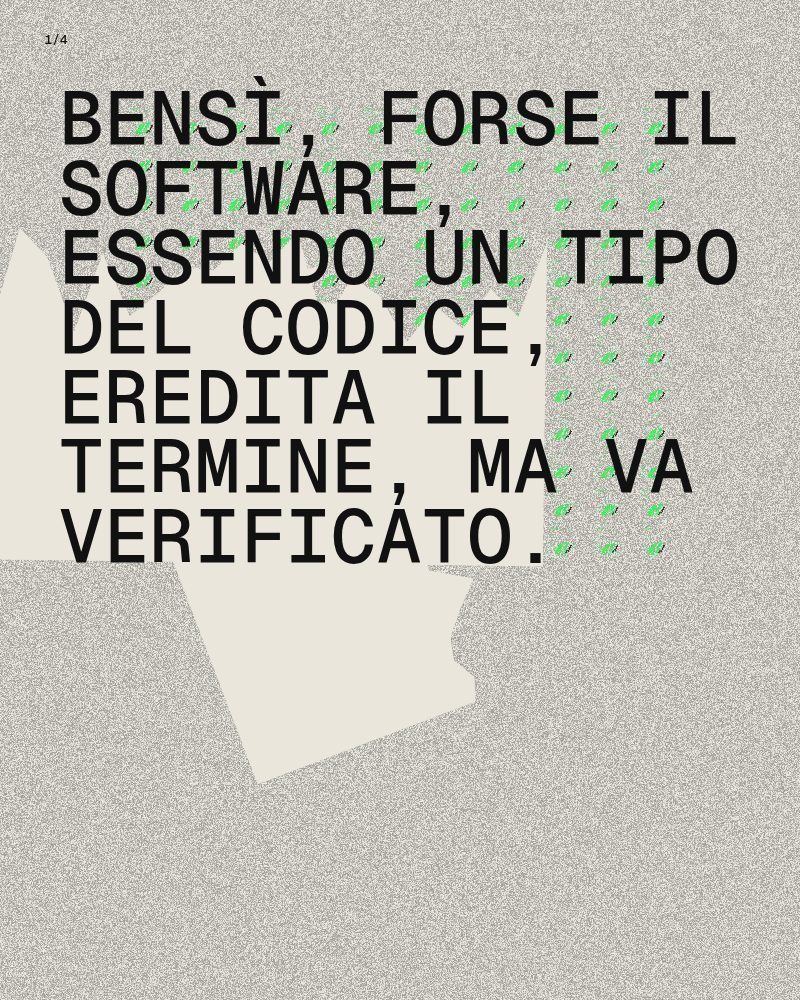 1/4
BENSÌ, FORSE IL
SOFTWARE,
ESSENDO UN TIPO
DEL CODICE,
EREDITA IL
TERMINE, MA VA
VERIFICATO.